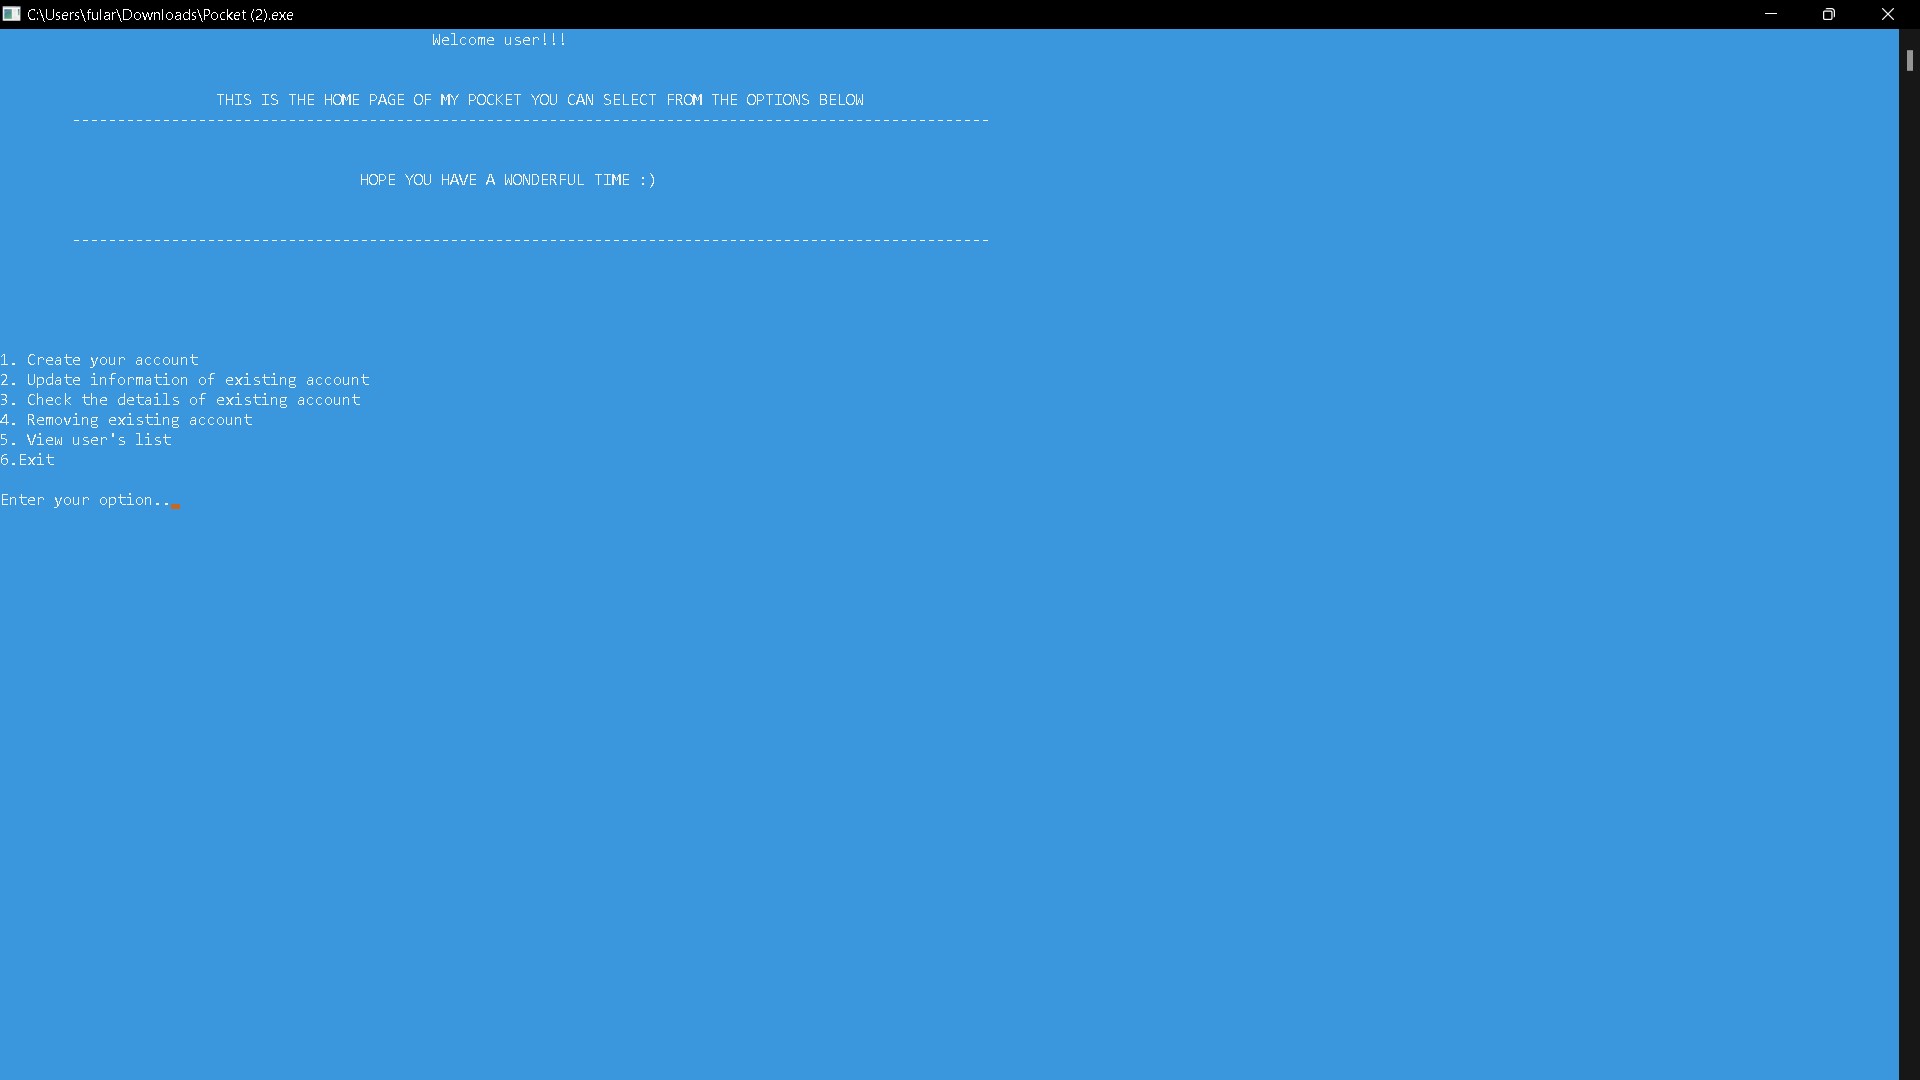 C:\Users\fular\Downloads\Pocket (2).exe
Welcome user!!!
THIS IS THE HOME PAGE OF MY POCKET YOU CAN SELECT FROM THE OPTIONS BELOW
------------------------------------------------------------------------------------------------------
HOPE YOU HAVE A WONDERFUL TIME :)
------------------------------------------------------------------------------------------------------
1. Create your account
2. Update information of existing account
3. Check the details of existing account
4. Removing existing account
5. View user's list
6.Exit
Enter your option..